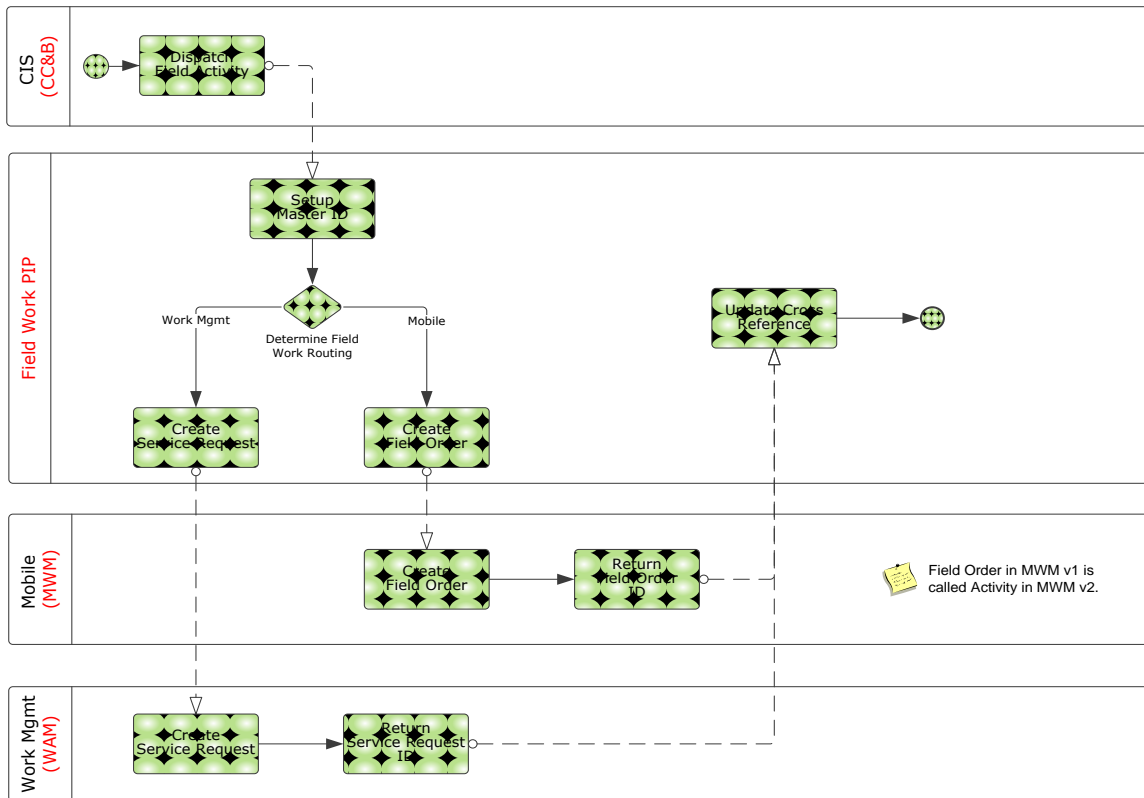 CIS
(CC&B)
Dispatch
Field Activity
Field Work PIP
Setup
Master ID
Work Mgmt
Mobile
Determine Field
Work Routing
Update Cross
Reference
Create
Service Request
Create
Field Order
Mobile
(MWM)
Create
Field Order
Return
Field Order
ID
Field Order in MWM v1 is
called Activity in MWM v2.
Work Mgmt
(WAM)
Create
Service Request
Return
Service Request
ID